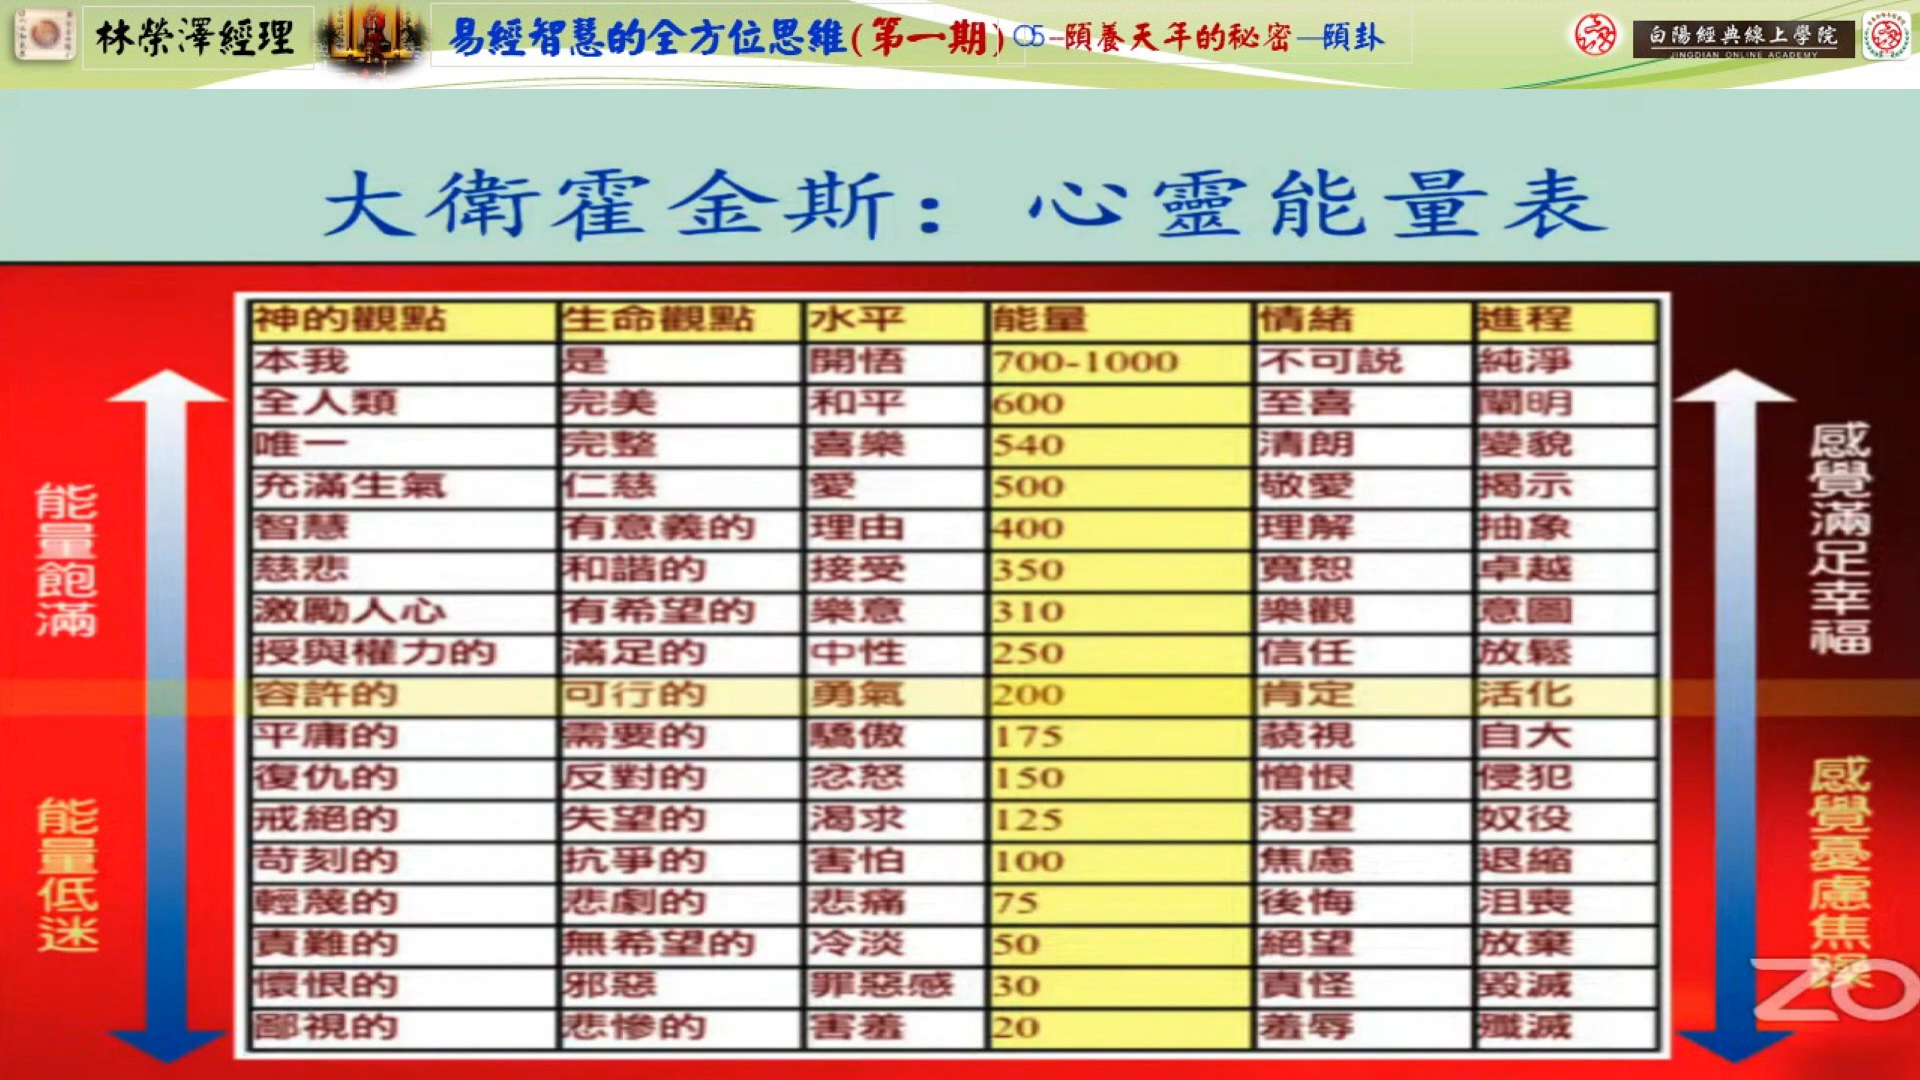 林榮澤經理
易經智慧的全方位思維(第一期)05--頤養天年的秘密—頤卦
白陽經典線上學院
JINGDIAN ONLINE ACADEMY
大衛霍金斯：心靈能量表
神的觀點 生命觀點 水平 能量 情緒 進程
本我 是 開悟 700-1000 不可説 純淨
全人類 完美 和平 600 至喜 闡明
唯一 完整 喜樂 540 清朗 變貌
充滿生氣 仁慈 愛 500 敬愛 揭示
智慧 有意義的 理由 400 理解 抽象
慈悲 和諧的 接受 350 寬恕 卓越
激勵人心 有希望的 樂意 310 樂觀 意圖
授與權力的 滿足的 中性 250 信任 放鬆
容許的 可行的 勇氣 200 肯定 活化
平庸的 需要的 驕傲 175 藐視 自大
復仇的 反對的 忿怒 150 憎恨 侵犯
戒絕的 失望的 渴求 125 渴望 奴役
苛刻的 抗爭的 害怕 100 焦慮 退縮
輕蔑的 悲劇的 悲痛 75 後悔 沮喪
責難的 無希望的 冷淡 50 絕望 放棄
懷恨的 邪惡 罪惡感 30 責怪 毀滅
鄙視的 悲慘的 害羞 20 羞辱 殲滅
能量飽滿
能量低迷
感覺滿足幸福
感覺憂慮焦躁
ZO